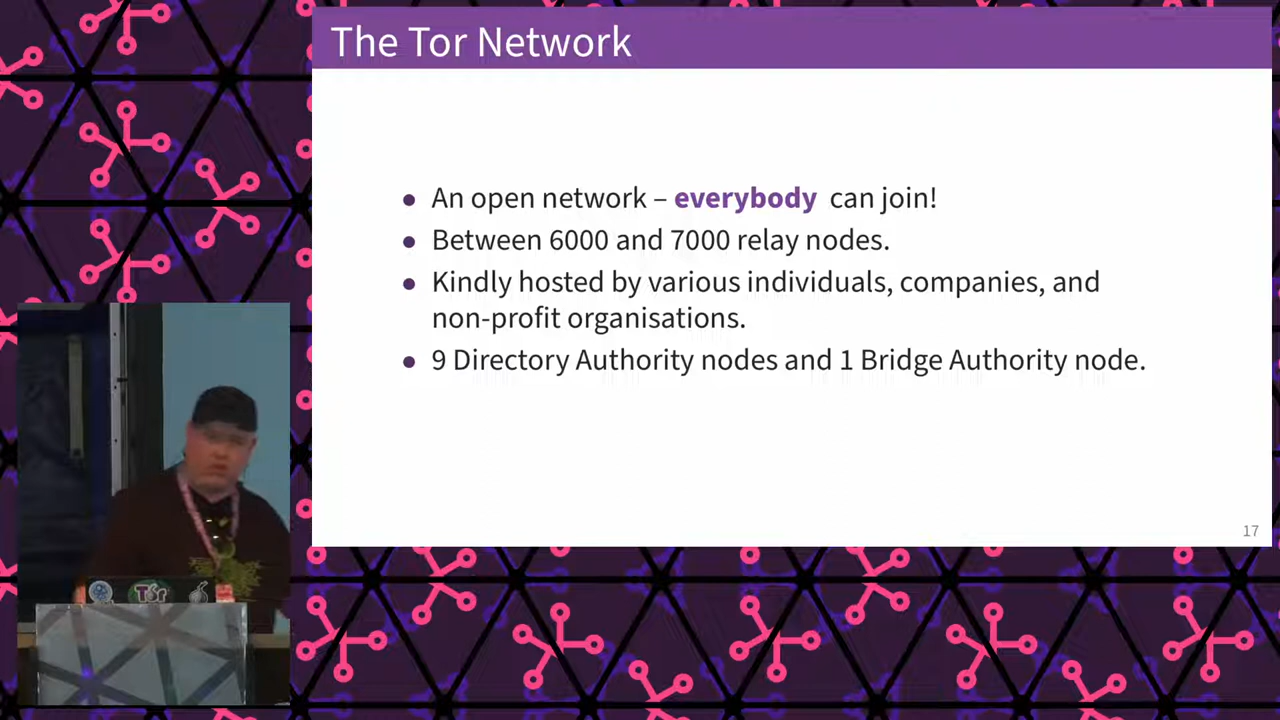 The Tor Network
• An open network – everybody can join!
• Between 6000 and 7000 relay nodes.
• Kindly hosted by various individuals, companies, and
non-profit organisations.
• 9 Directory Authority nodes and 1 Bridge Authority node.
17
Tor